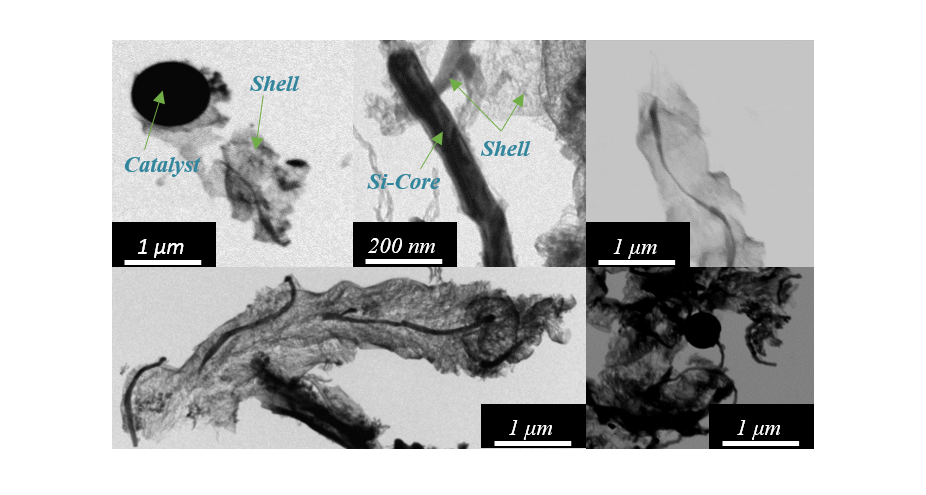 Shell
Catalyst
1 µm
Si-Core
Shell
200 nm
1 µm
1 µm
1 µm